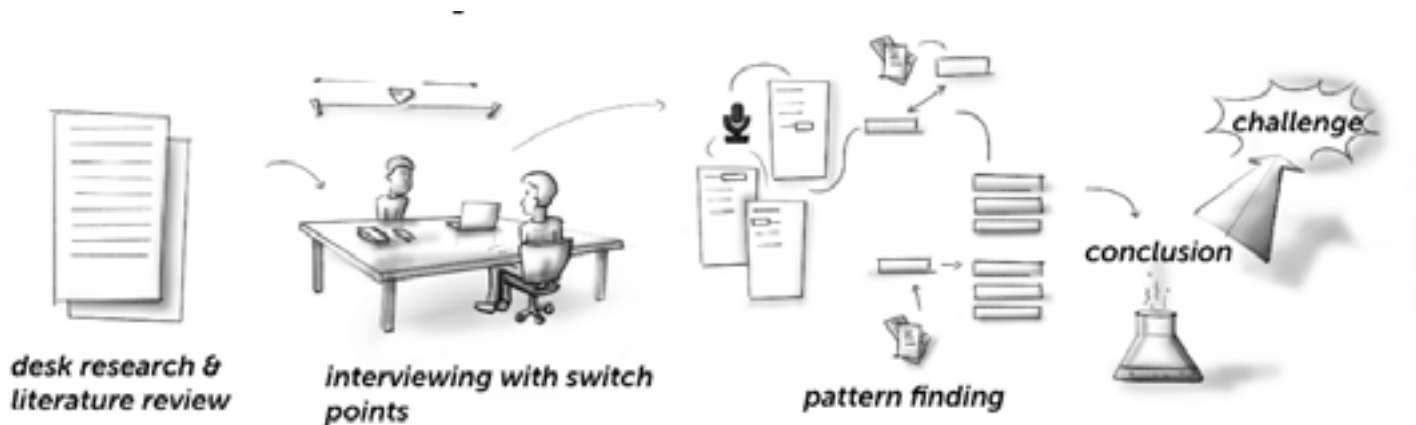 desk research &
literature review
interviewing with switch
points
pattern finding
conclusion
challenge